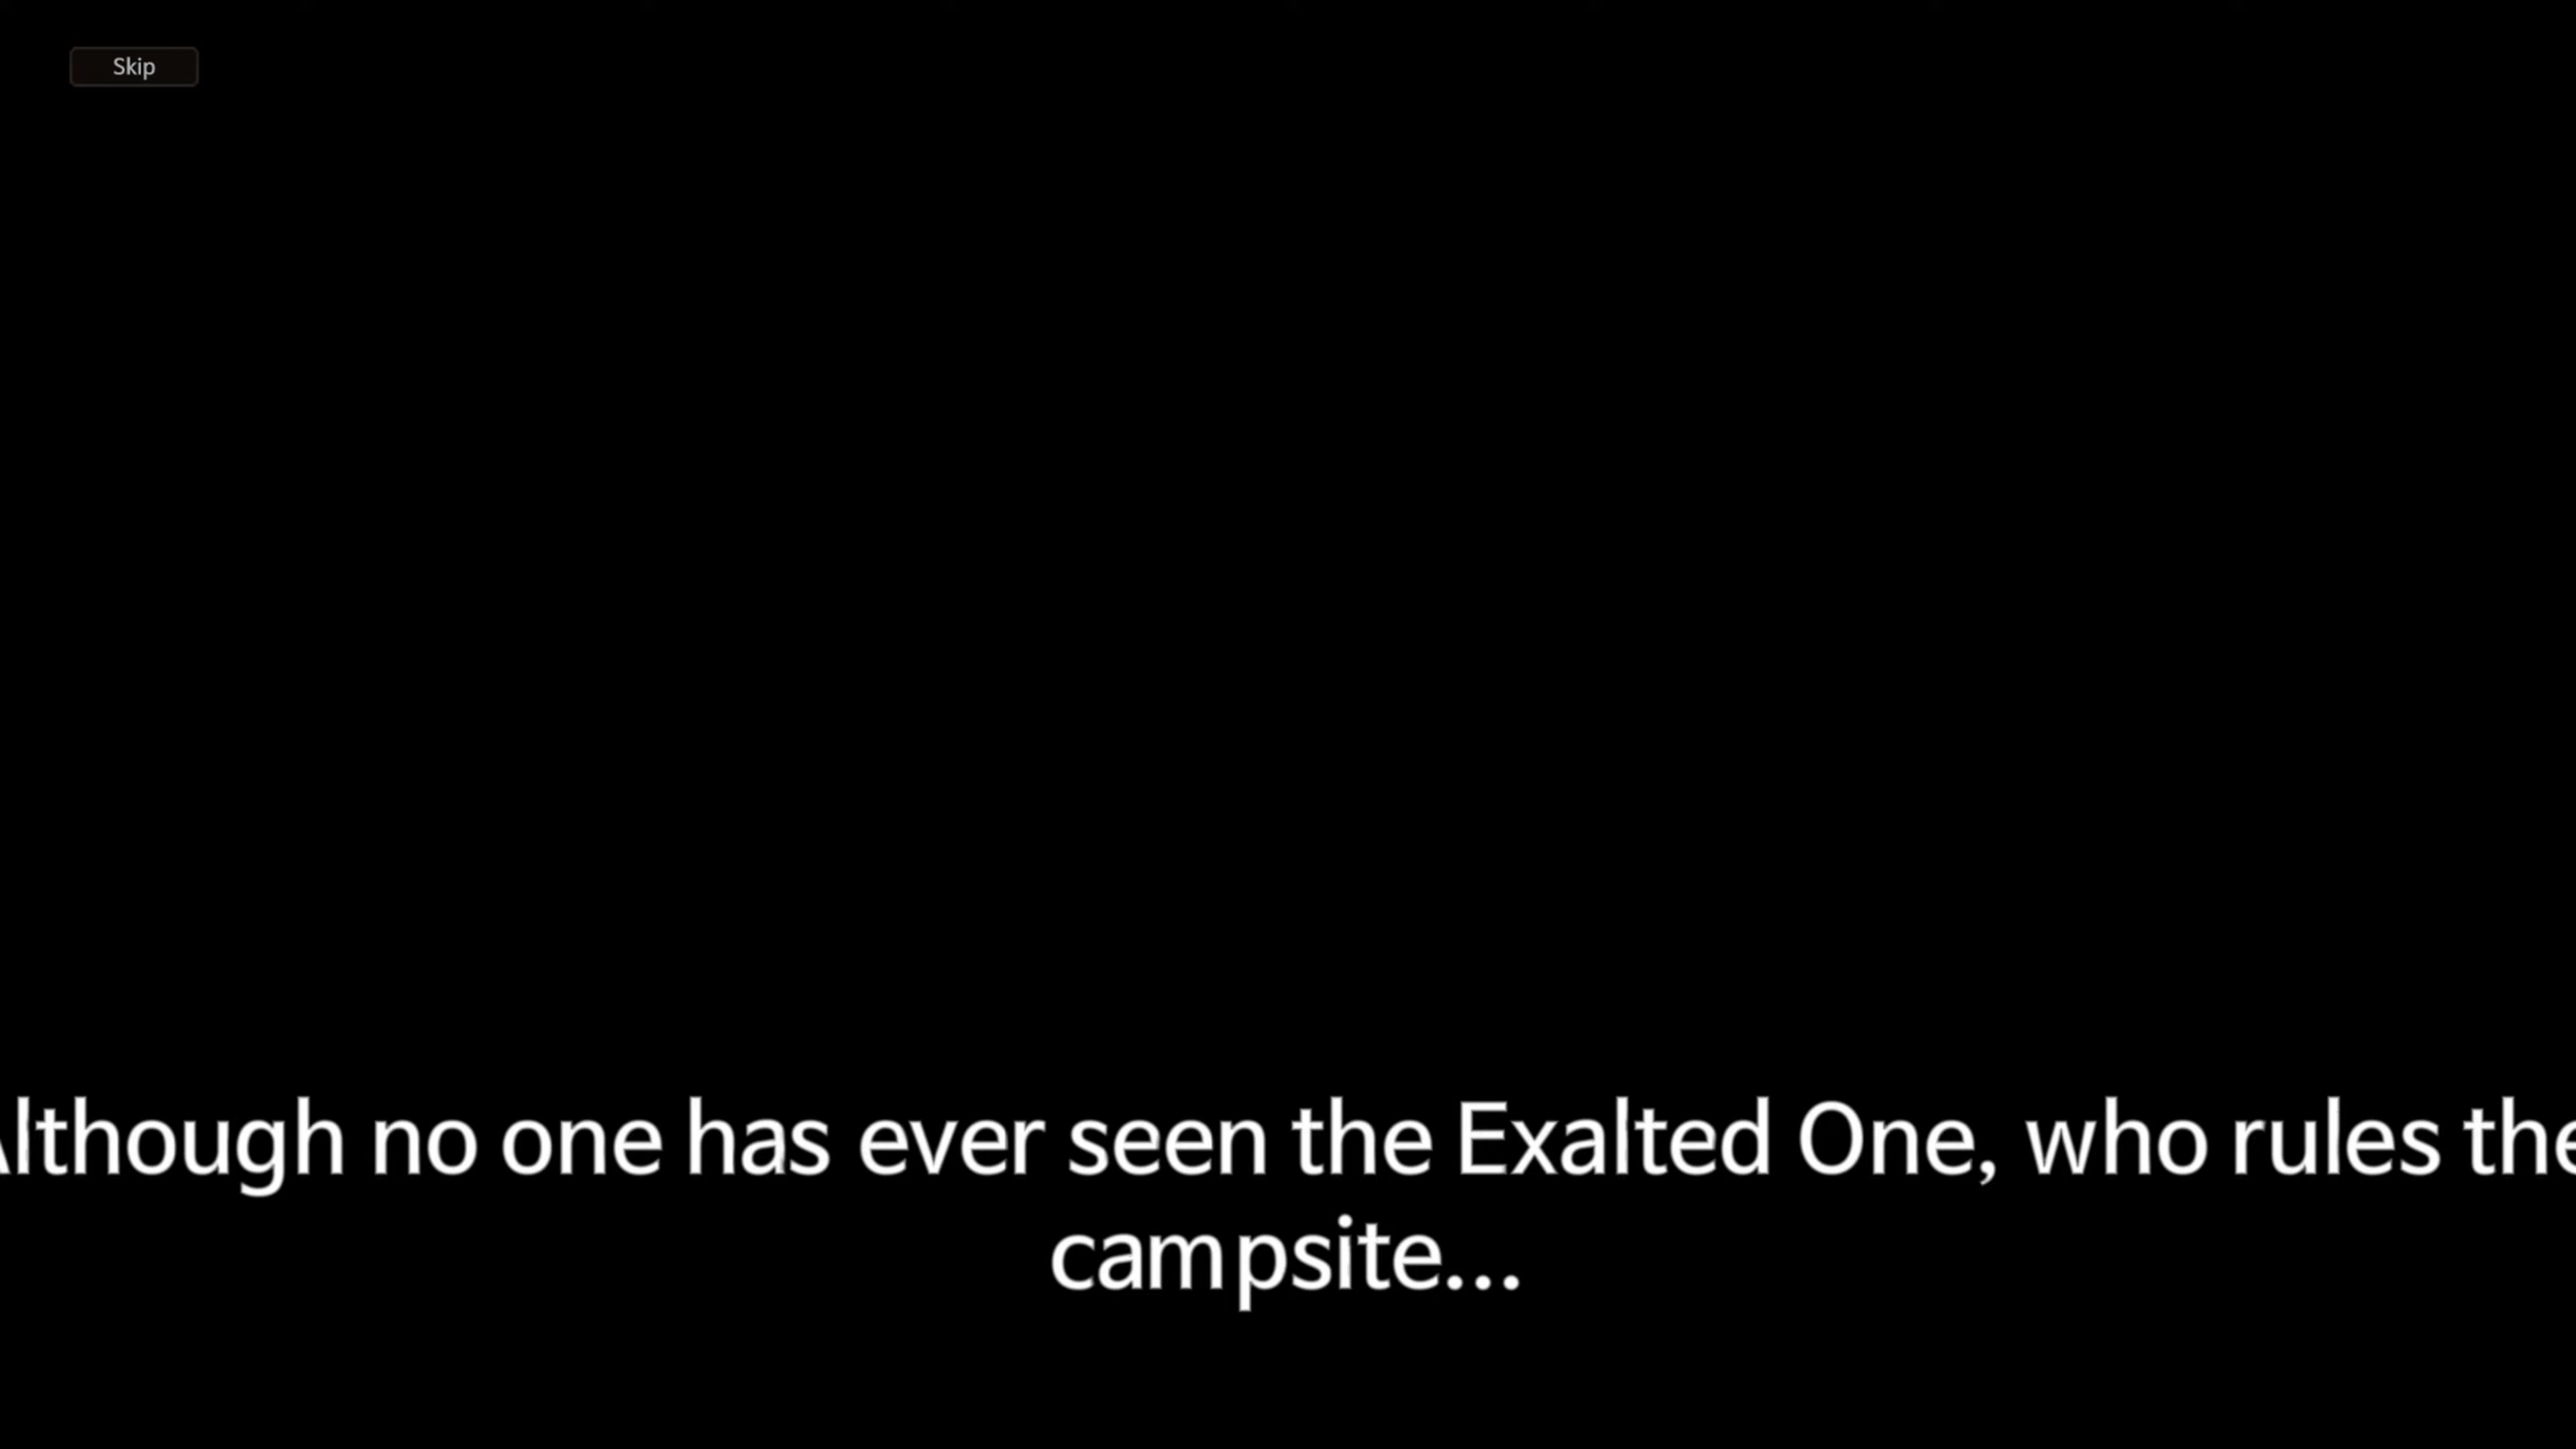 Skip
Although no one has ever seen the Exalted One, who rules the
campsite...